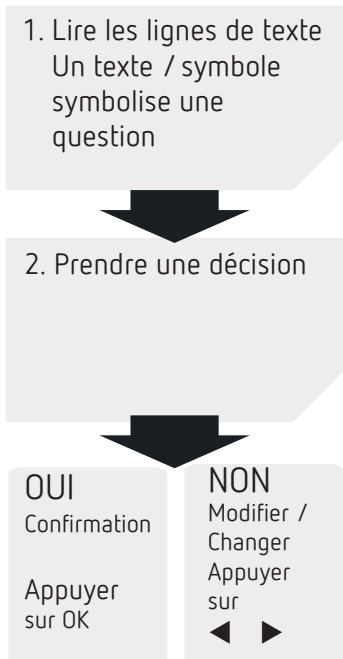 1. Lire les lignes de texte
Un texte / symbole
symbolise une
question
2. Prendre une décision
OUI
Confirmation
Appuyer
sur OK
NON
Modifier /
Changer
Appuyer
sur
◀ ▶